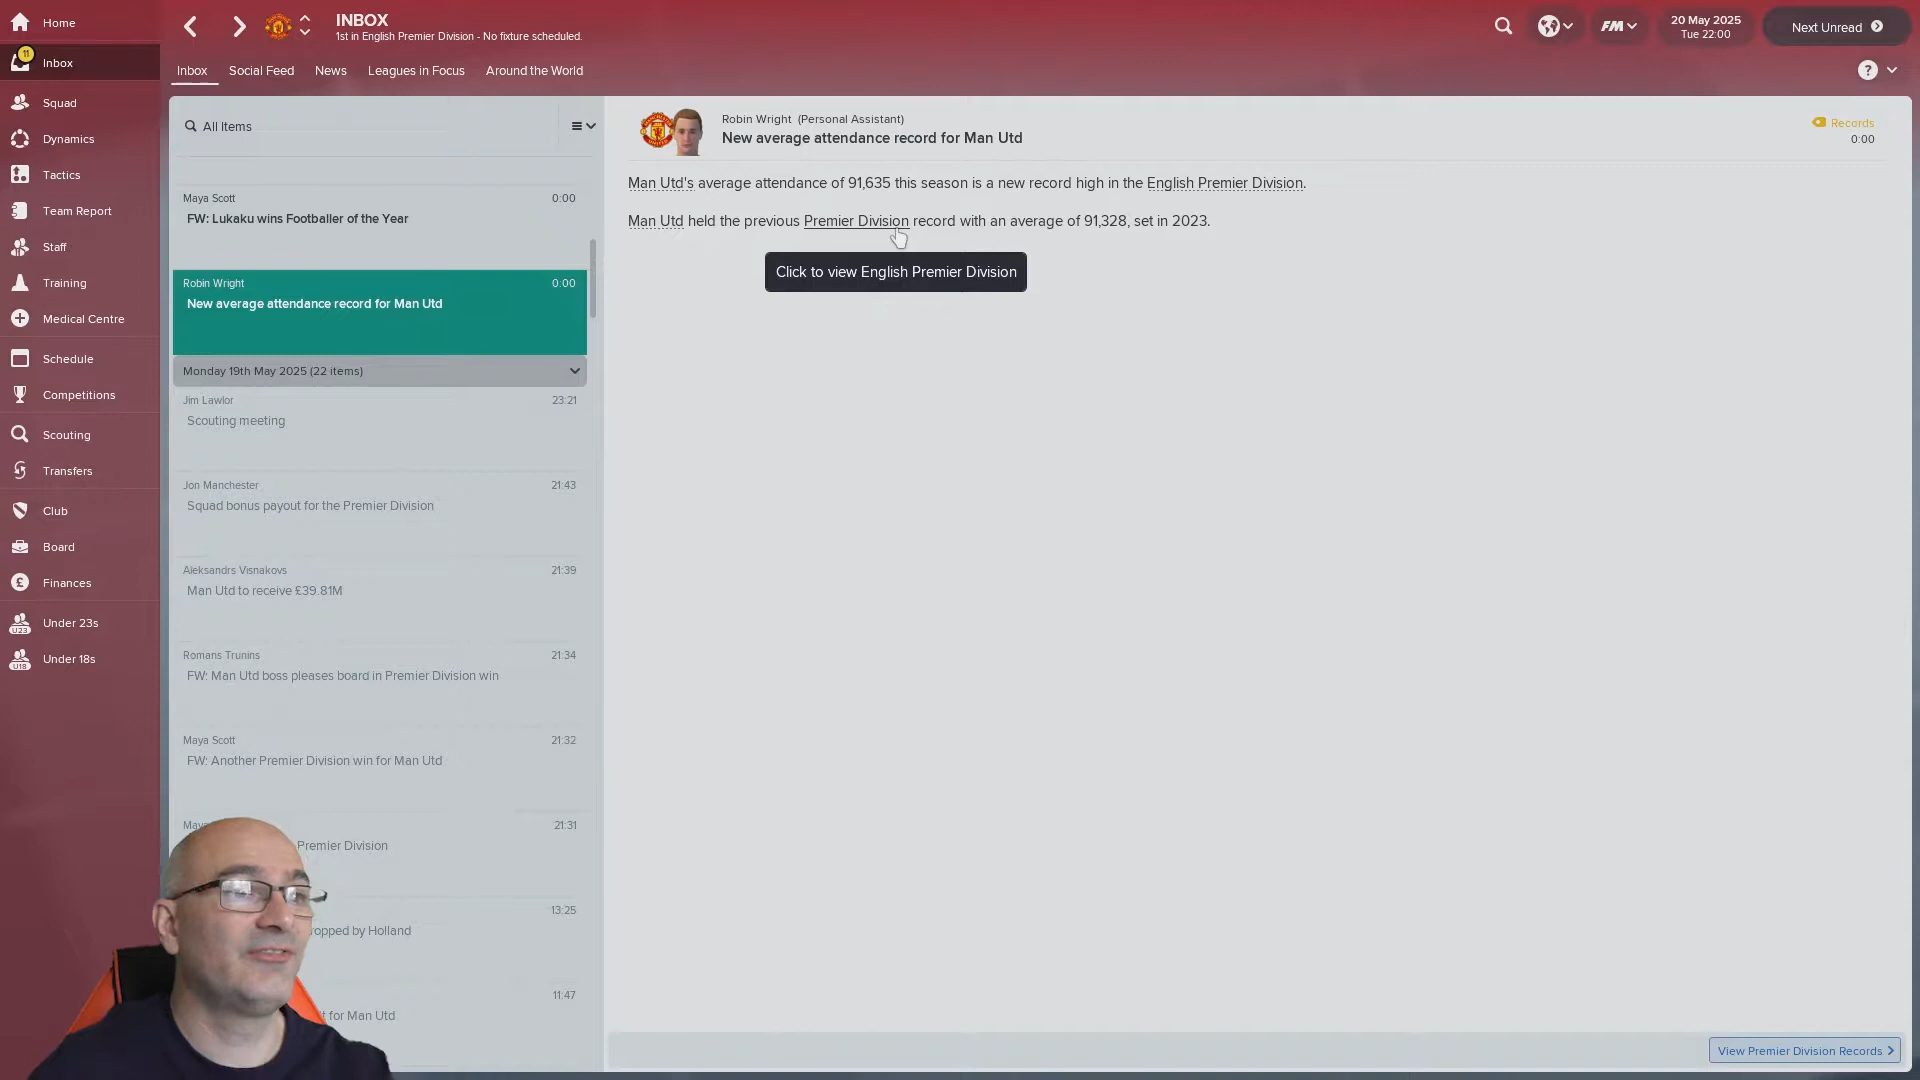 Home
11
Inbox
Squad
Dynamics
Tactics
Team Report
Staff
Training
Medical Centre
Schedule
Competitions
Scouting
Transfers
Club
Board
Finances
U23
Under 23s
U18
Under 18s
INBOX
1st in English Premier Division - No fixture scheduled.
FM
20 May 2025
Tue 22:00
Next Unread
Inbox Social Feed News Leagues in Focus Around the World
?
All Items
Maya Scott 0:00
FW: Lukaku wins Footballer of the Year
Robin Wright 0:00
New average attendance record for Man Utd
Monday 19th May 2025 (22 items)
Jim Lawlor 23:21
Scouting meeting
Jon Manchester 21:43
Squad bonus payout for the Premier Division
Aleksandrs Visnakovs 21:39
Man Utd to receive £39.81M
Romans Trunins 21:34
FW: Man Utd boss pleases board in Premier Division win
Maya Scott 21:32
FW: Another Premier Division win for Man Utd
21:31
Premier Division
13:25
by Holland
11:47
for Man Utd
Robin Wright (Personal Assistant)
New average attendance record for Man Utd
Records
0:00
Man Utd's average attendance of 91,635 this season is a new record high in the English Premier Division.
Man Utd held the previous Premier Division record with an average of 91,328, set in 2023.
Click to view English Premier Division
View Premier Division Records